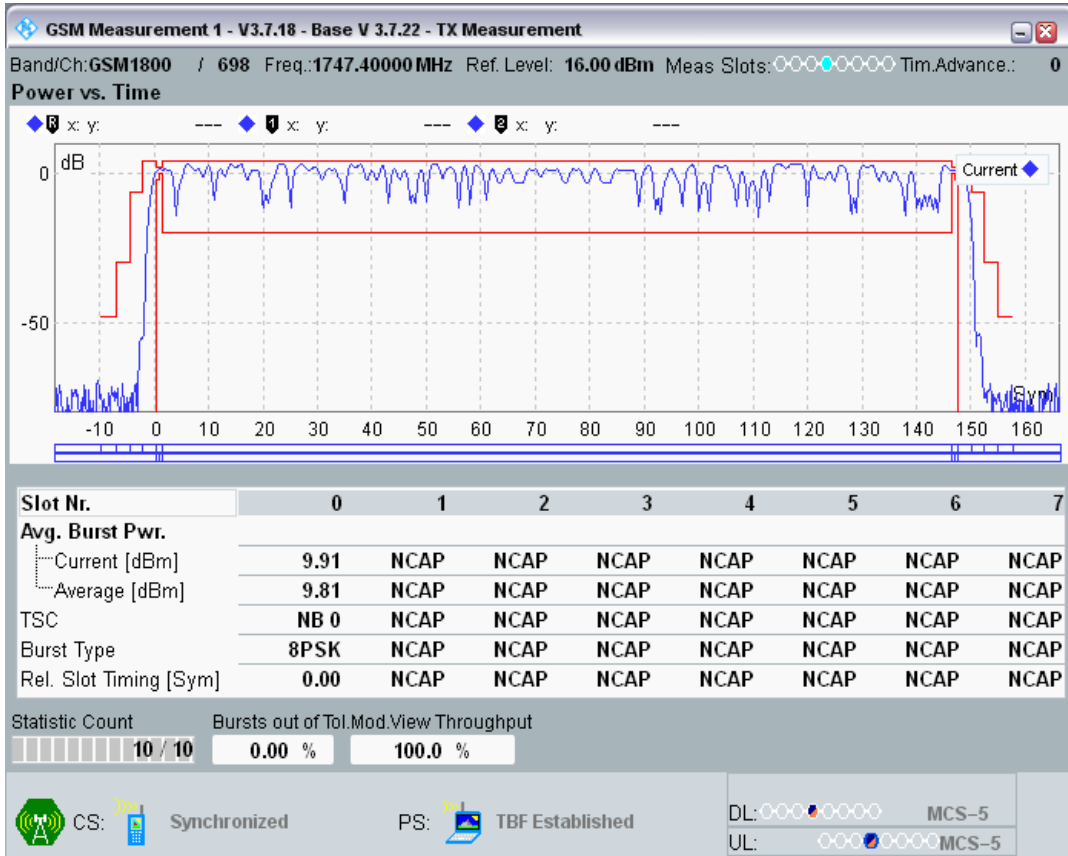 GSM Measurement 1 - V3.7.18 - Base V 3.7.22 - TX Measurement
Band/Ch:GSM1800 / 698 Freq.:1747.40000 MHz Ref. Level: 16.00 dBm Meas Slots: Tim.Advance.: 0
Power vs. Time
R x: y: --- 1 x: y: --- 2 x: y: ---
dB
Current
0
-50
Sym
-10 0 10 20 30 40 50 60 70 80 90 100 110 120 130 140 150 160
Slot Nr. 0 1 2 3 4 5 6 7
Avg. Burst Pwr.
Current [dBm] 9.91 NCAP NCAP NCAP NCAP NCAP NCAP NCAP
Average [dBm] 9.81 NCAP NCAP NCAP NCAP NCAP NCAP NCAP
TSC NB 0 NCAP NCAP NCAP NCAP NCAP NCAP NCAP
Burst Type 8PSK NCAP NCAP NCAP NCAP NCAP NCAP NCAP
Rel. Slot Timing [Sym] 0.00 NCAP NCAP NCAP NCAP NCAP NCAP NCAP
Statistic Count Bursts out of Tol.Mod.View Throughput
10 / 10 0.00 % 100.0 %
CS: Synchronized PS: TBF Established
DL: MCS-5
UL: MCS-5